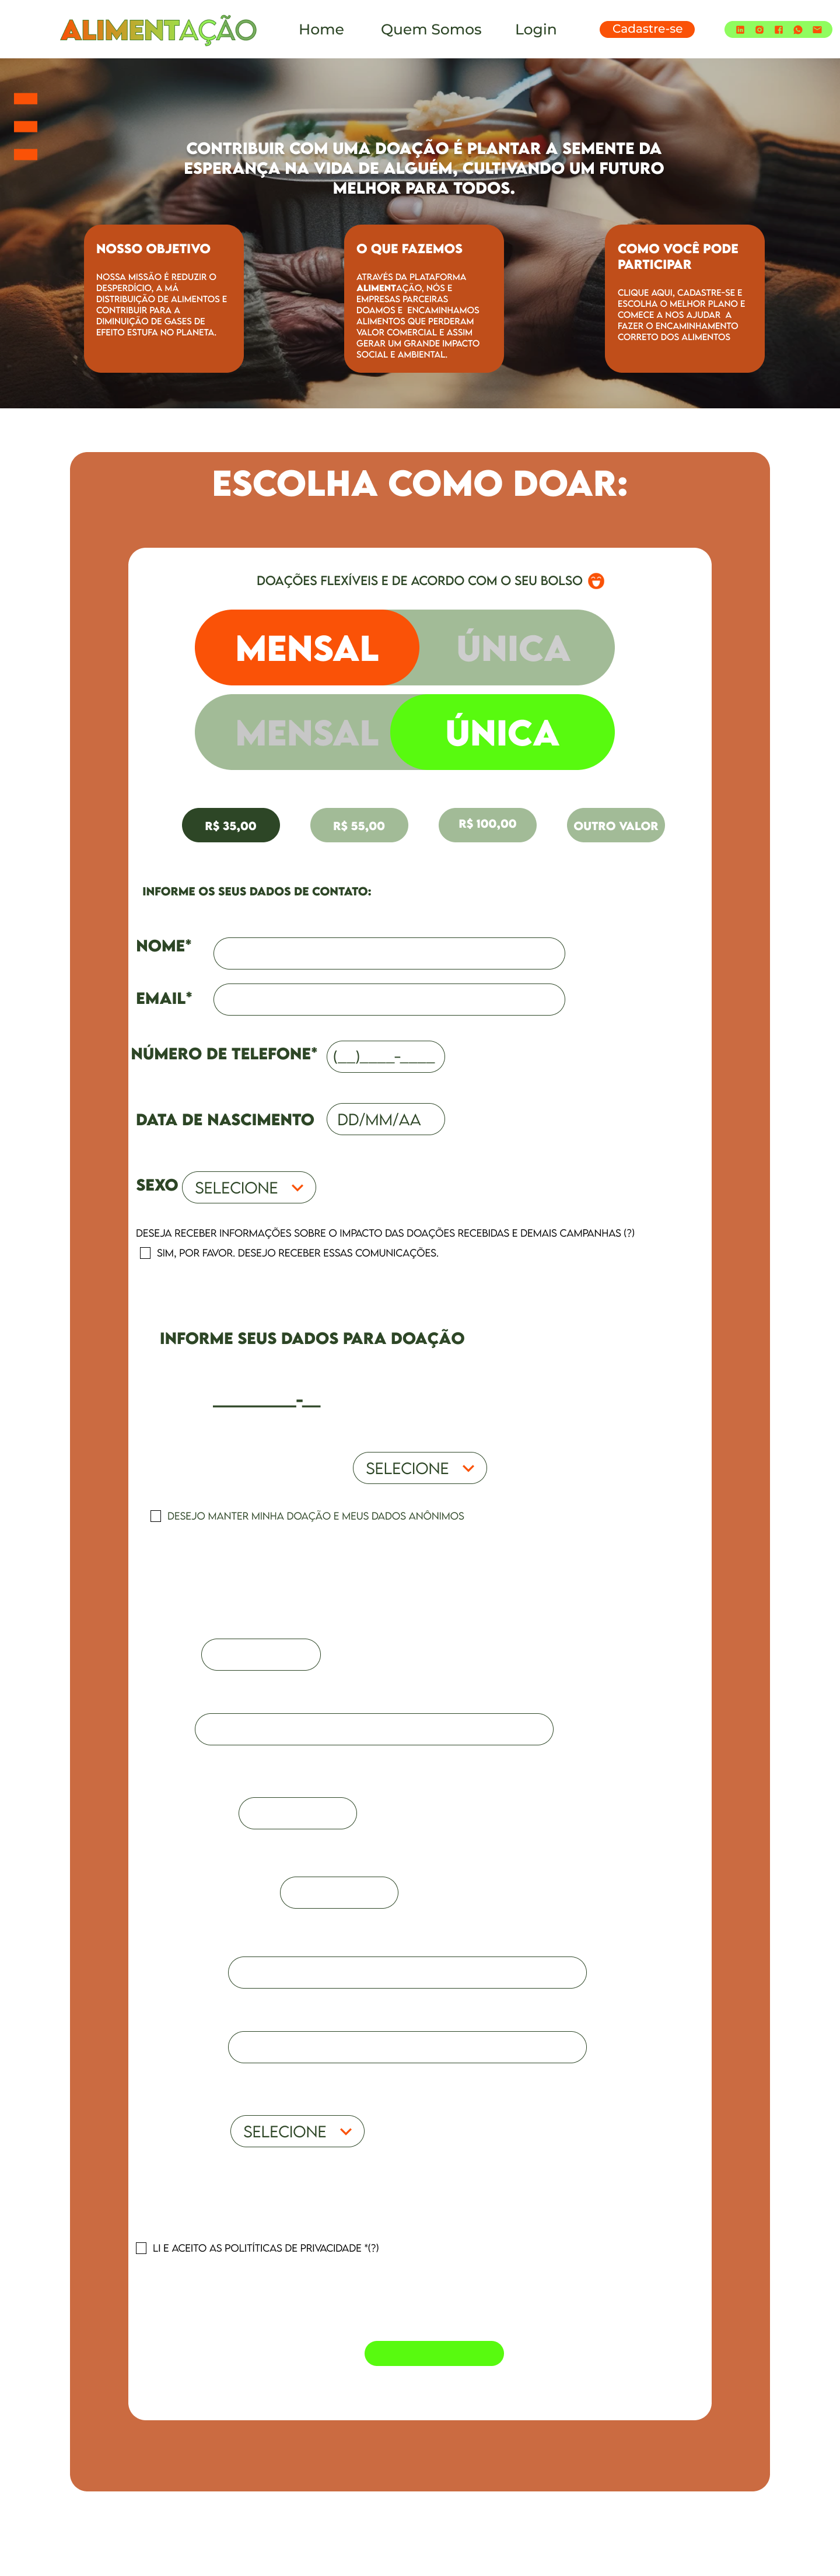 ALIMENTAÇÃO
Home Quem Somos Login Cadastre-se
CONTRIBUIR COM UMA DOAÇÃO É PLANTAR A SEMENTE DA
ESPERANÇA NA VIDA DE ALGUÉM, CULTIVANDO UM FUTURO
MELHOR PARA TODOS.
NOSSO OBJETIVO
NOSSA MISSÃO É REDUZIR O
DESPERDÍCIO, A MÁ
DISTRIBUIÇÃO DE ALIMENTOS E
CONTRIBUIR PARA A
DIMINUIÇÃO DE GASES DE
EFEITO ESTUFA NO PLANETA.
O QUE FAZEMOS
ATRAVÉS DA PLATAFORMA
ALIMENTAÇÃO, NÓS E
EMPRESAS PARCEIRAS
DOAMOS E ENCAMINHAMOS
ALIMENTOS QUE PERDERAM
VALOR COMERCIAL E ASSIM
GERAR UM GRANDE IMPACTO
SOCIAL E AMBIENTAL.
COMO VOCÊ PODE
PARTICIPAR
CLIQUE AQUI, CADASTRE-SE E
ESCOLHA O MELHOR PLANO E
COMECE A NOS AJUDAR A
FAZER O ENCAMINHAMENTO
CORRETO DOS ALIMENTOS
ESCOLHA COMO DOAR:
DOAÇÕES FLEXÍVEIS E DE ACORDO COM O SEU BOLSO
MENSAL ÚNICA
MENSAL ÚNICA
R$ 35,00 R$ 55,00 R$ 100,00 OUTRO VALOR
INFORME OS SEUS DADOS DE CONTATO:
NOME*
EMAIL*
NÚMERO DE TELEFONE* (__)____-____
DATA DE NASCIMENTO DD/MM/AA
SEXO SELECIONE
DESEJA RECEBER INFORMAÇÕES SOBRE O IMPACTO DAS DOAÇÕES RECEBIDAS E DEMAIS CAMPANHAS (?)
SIM, POR FAVOR. DESEJO RECEBER ESSAS COMUNICAÇÕES.
INFORME SEUS DADOS PARA DOAÇÃO
_________-__
SELECIONE
DESEJO MANTER MINHA DOAÇÃO E MEUS DADOS ANÔNIMOS
SELECIONE
LI E ACEITO AS POLITÍTICAS DE PRIVACIDADE *(?)